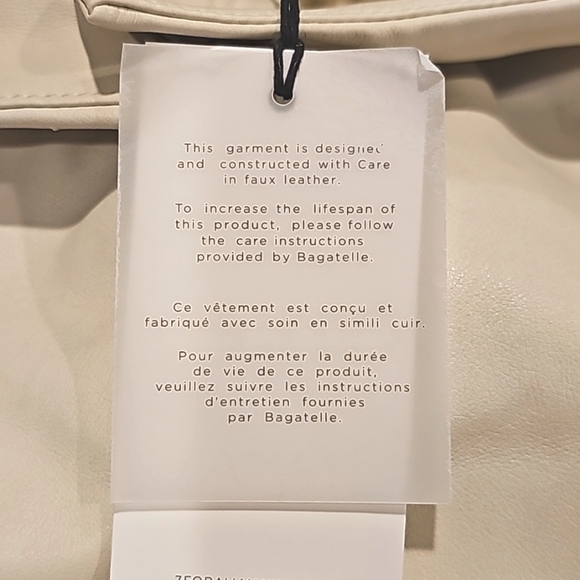 This garment is designed
and constructed with Care
in faux leather.
To increase the lifespan of
this product, please follow
the care instructions
provided by Bagatelle.
Ce vêtement est conçu et
fabriqué avec soin en simili cuir.
Pour augmenter la durée
de vie de ce produit,
veuillez suivre les instructions
d'entretien fournies
par Bagatelle.